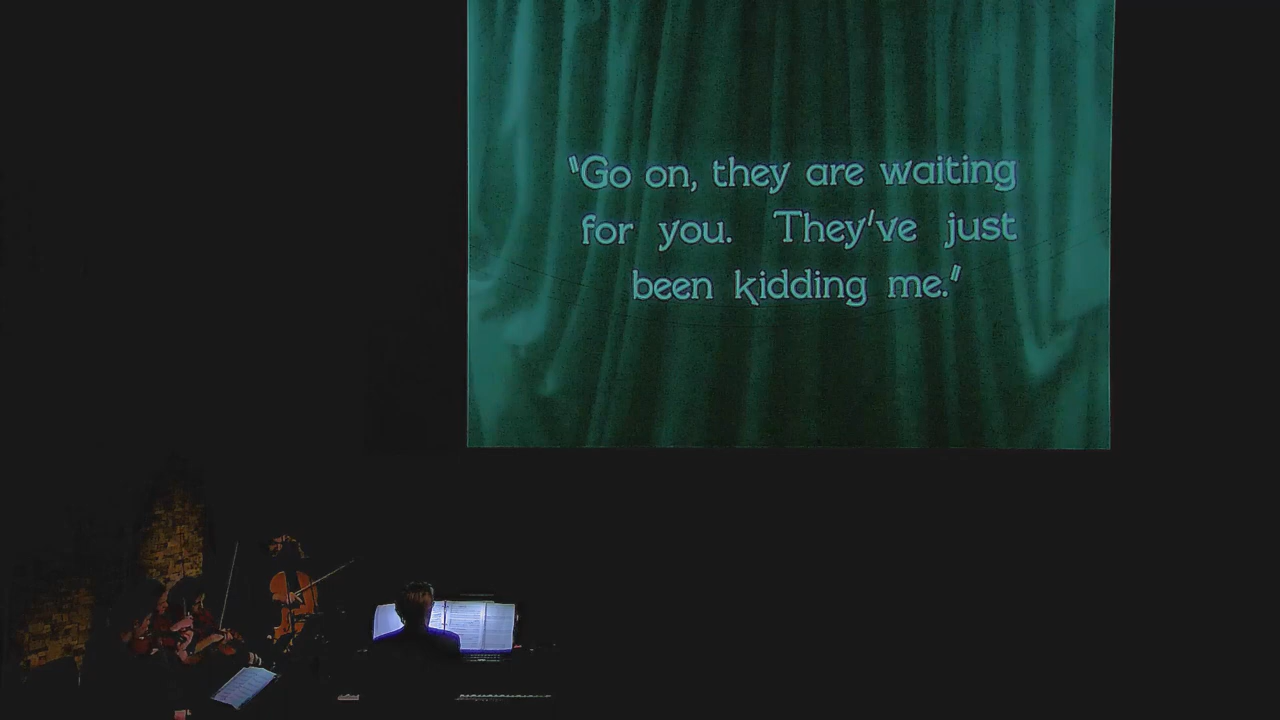 "Go on, they are waiting
for you. They've just
been kidding me."